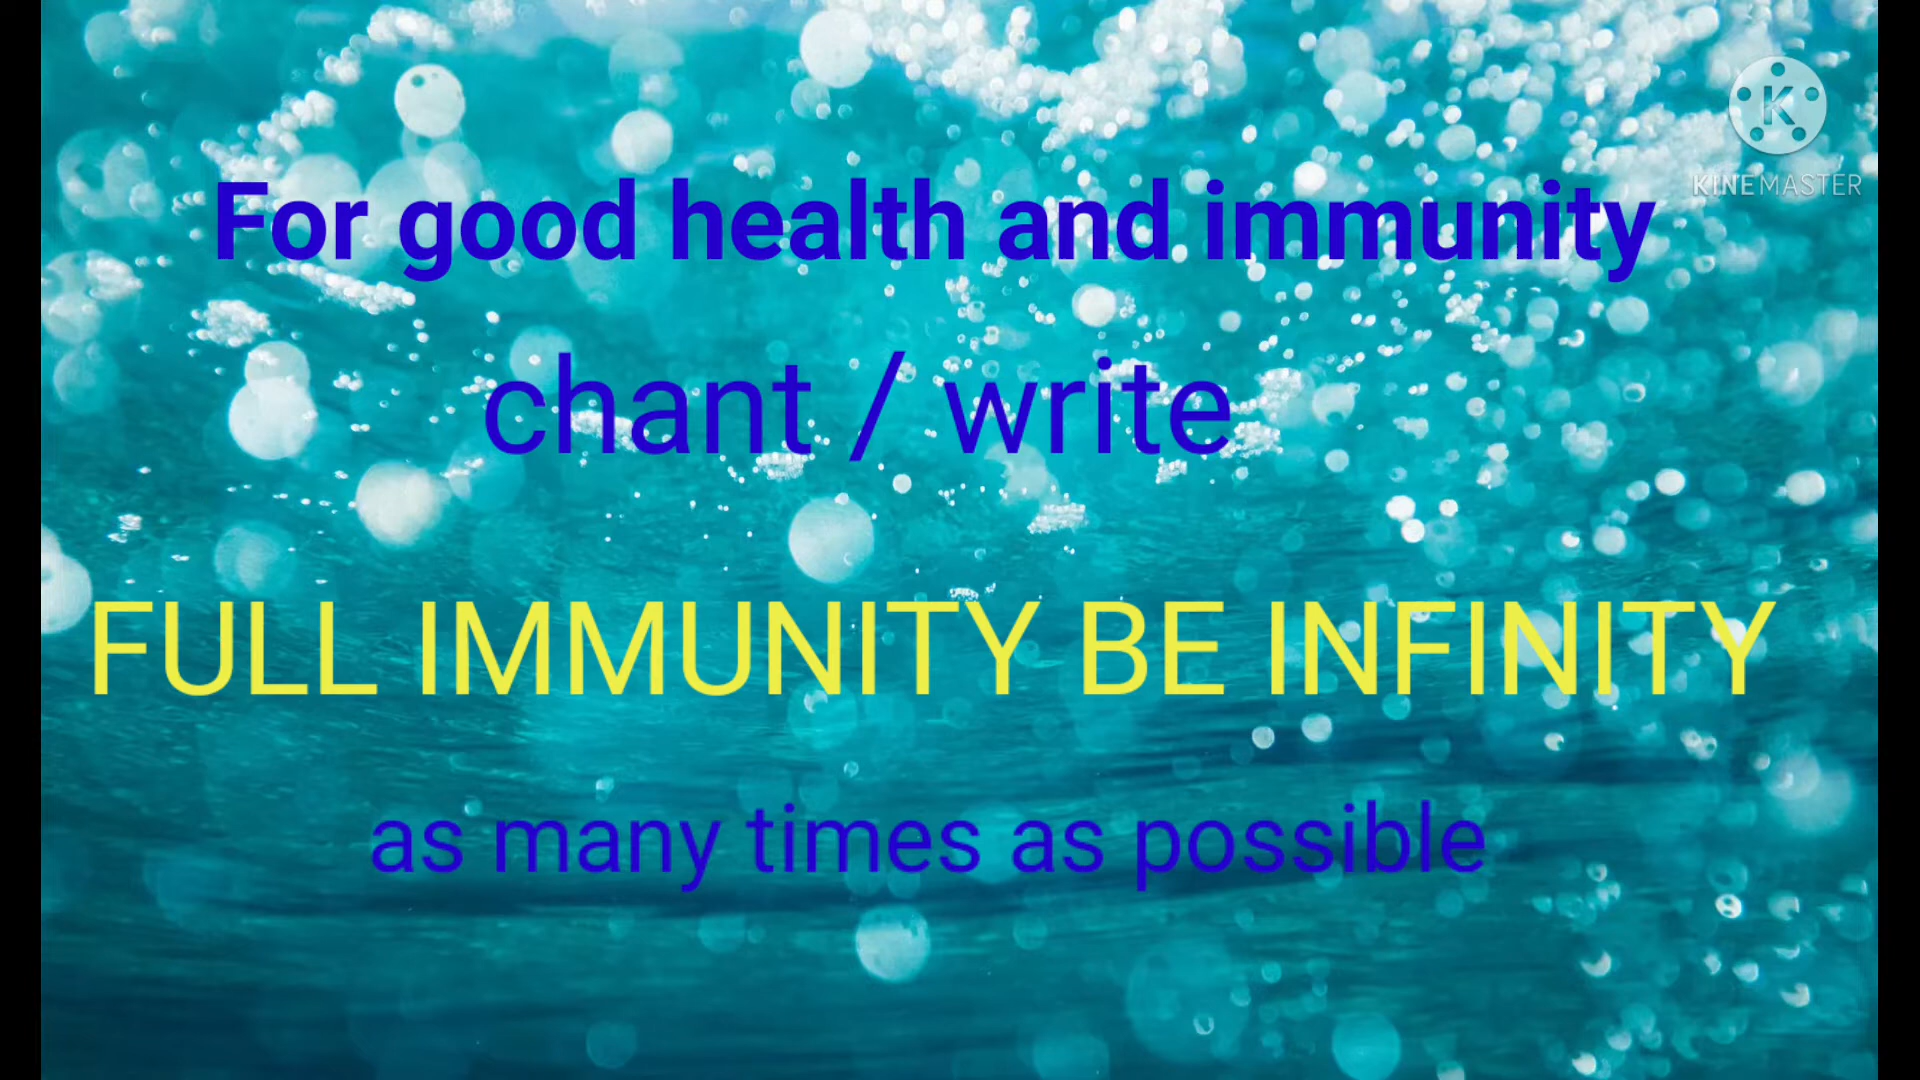 K
KINEMASTER
For good health and immunity
chant / write
FULL IMMUNITY BE INFINITY
as many times as possible